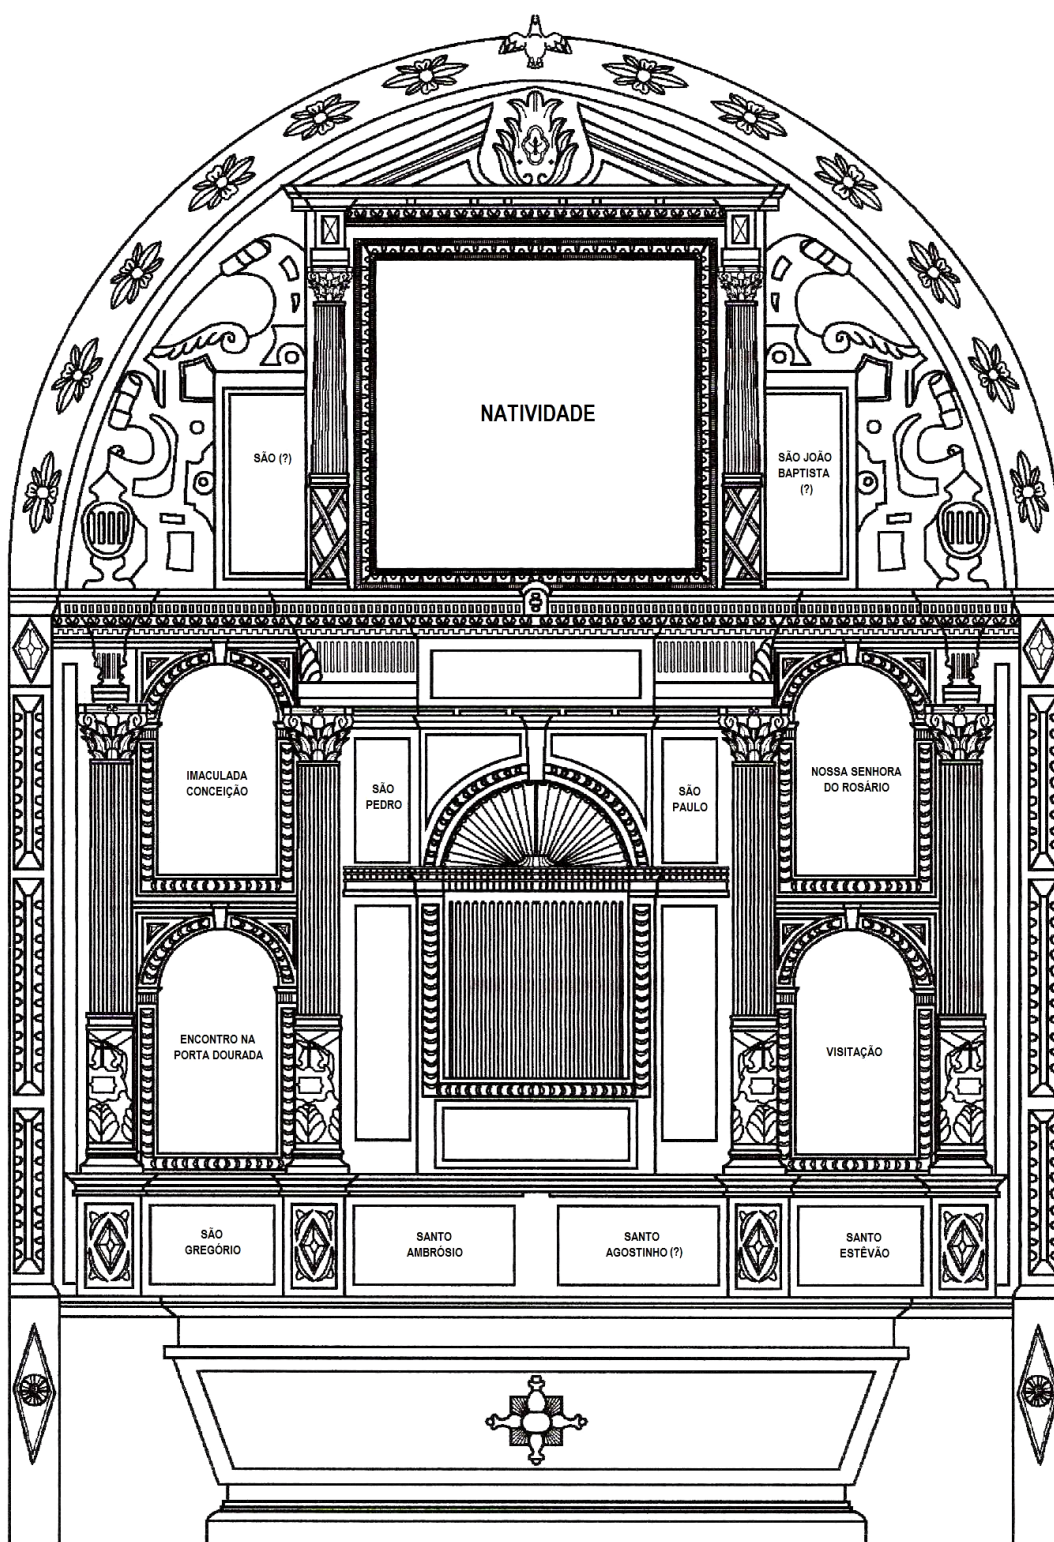 NATIVIDADE
SÃO (?)
SÃO JOÃO
BAPTISTA
(?)
IMACULADA
CONCEIÇÃO
SÃO
PEDRO
SÃO
PAULO
NOSSA SENHORA
DO ROSÁRIO
ENCONTRO NA
PORTA DOURADA
VISITAÇÃO
SÃO
GREGÓRIO
SANTO
AMBRÓSIO
SANTO
AGOSTINHO (?)
SANTO
ESTÊVÃO